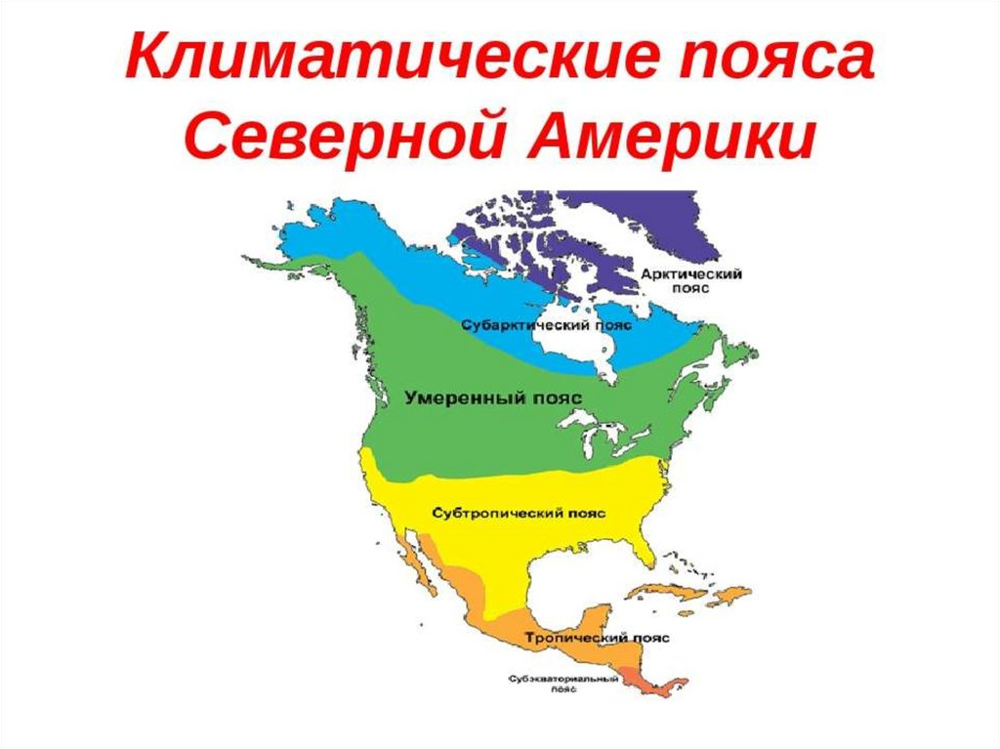 Климатические пояса
Северной Америки
Арктический
пояс
Субарктический пояс
Умеренный пояс
Субтропический пояс
Тропический пояс
Субэкваториальный
пояс